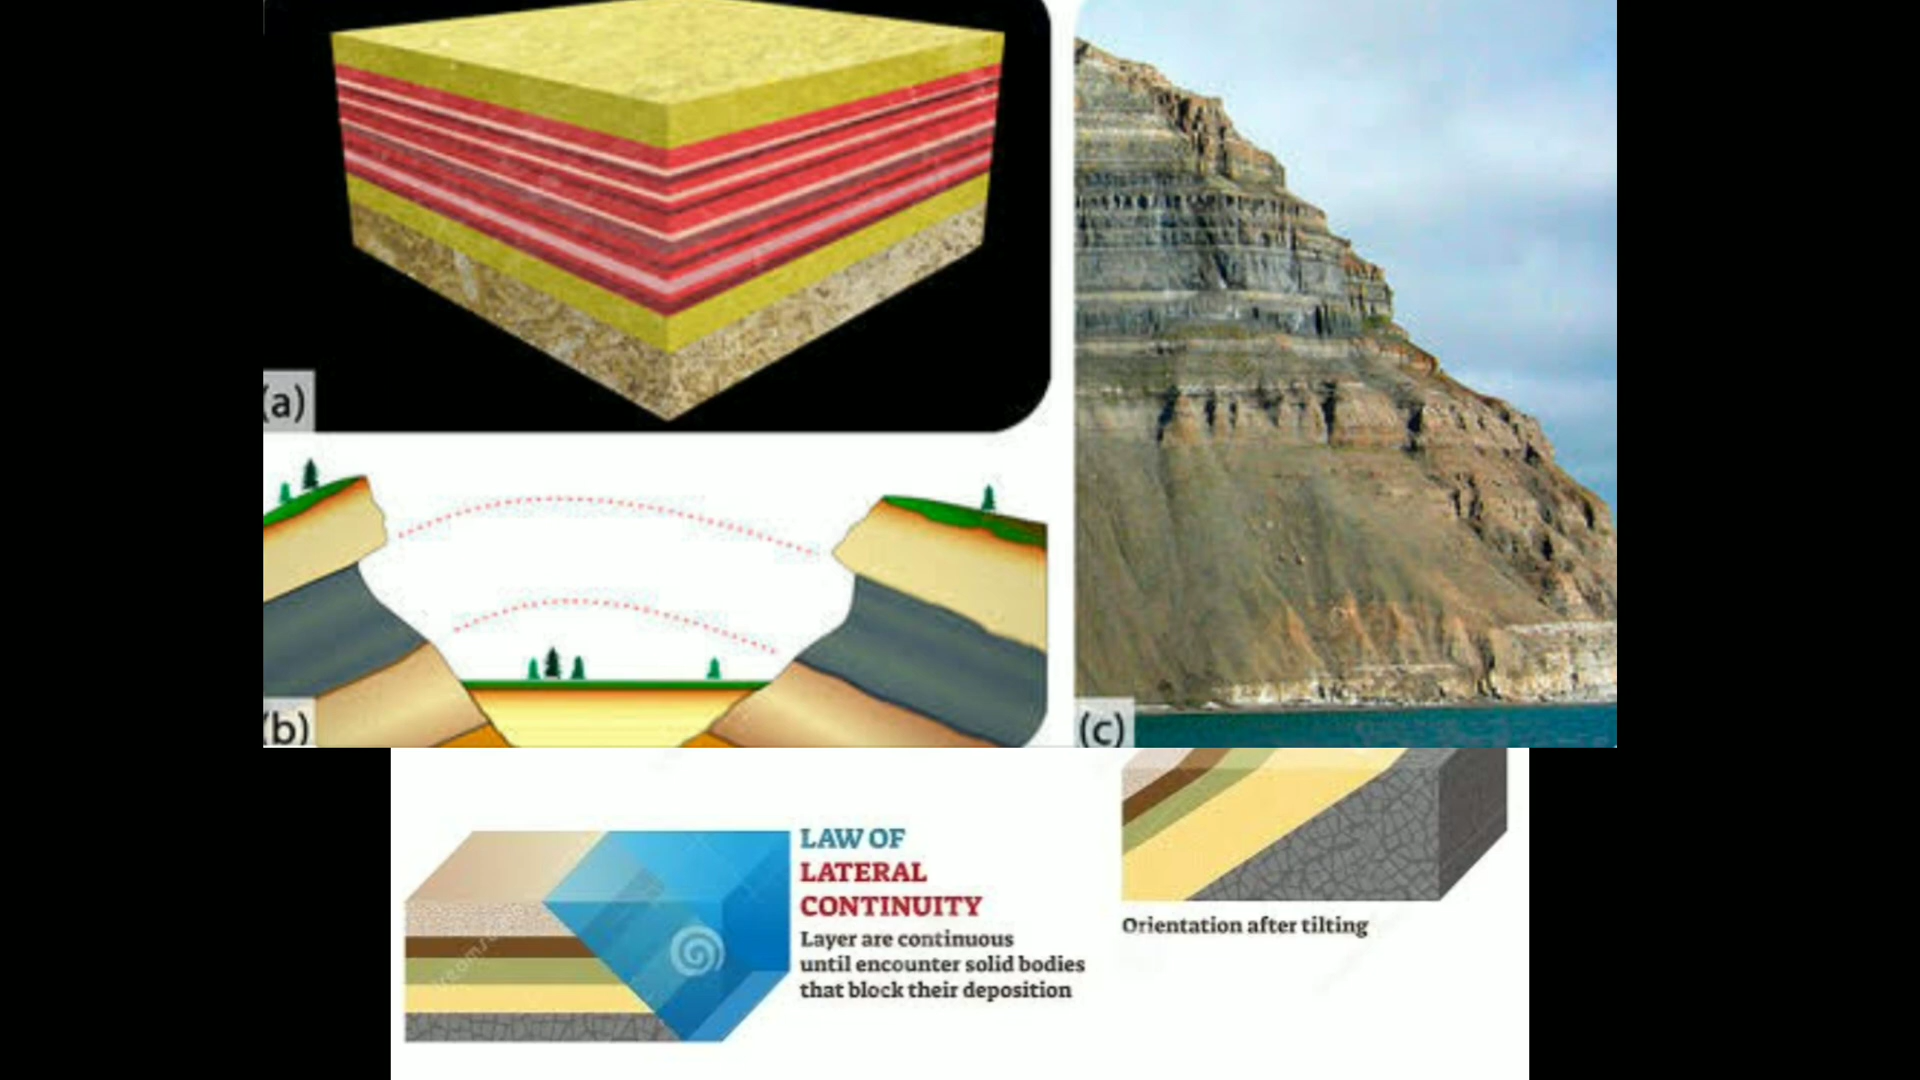 (a)
(b)
(c)
LAW OF
LATERAL
CONTINUITY
Layer are continuous
until encounter solid bodies
that block their deposition
Orientation after tilting